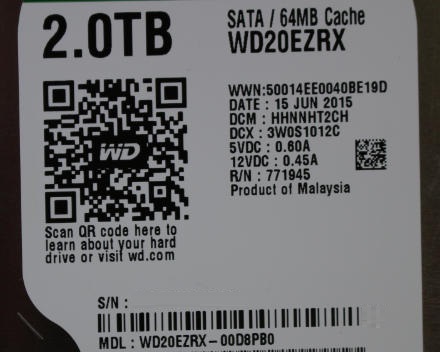 2.0TB
SATA / 64MB Cache
WD20EZRX
WWN:50014EE0040BE19D
DATE : 15 JUN 2015
DCM : HHNNHT2CH
DCX : 3W0S1012C
5VDC : 0.60A
12VDC : 0.45A
R/N : 771945
Product of Malaysia
WD
Scan QR code here to
learn about your hard
drive or visit wd.com
S/N :
MDL : WD20EZRX-00D8PB0